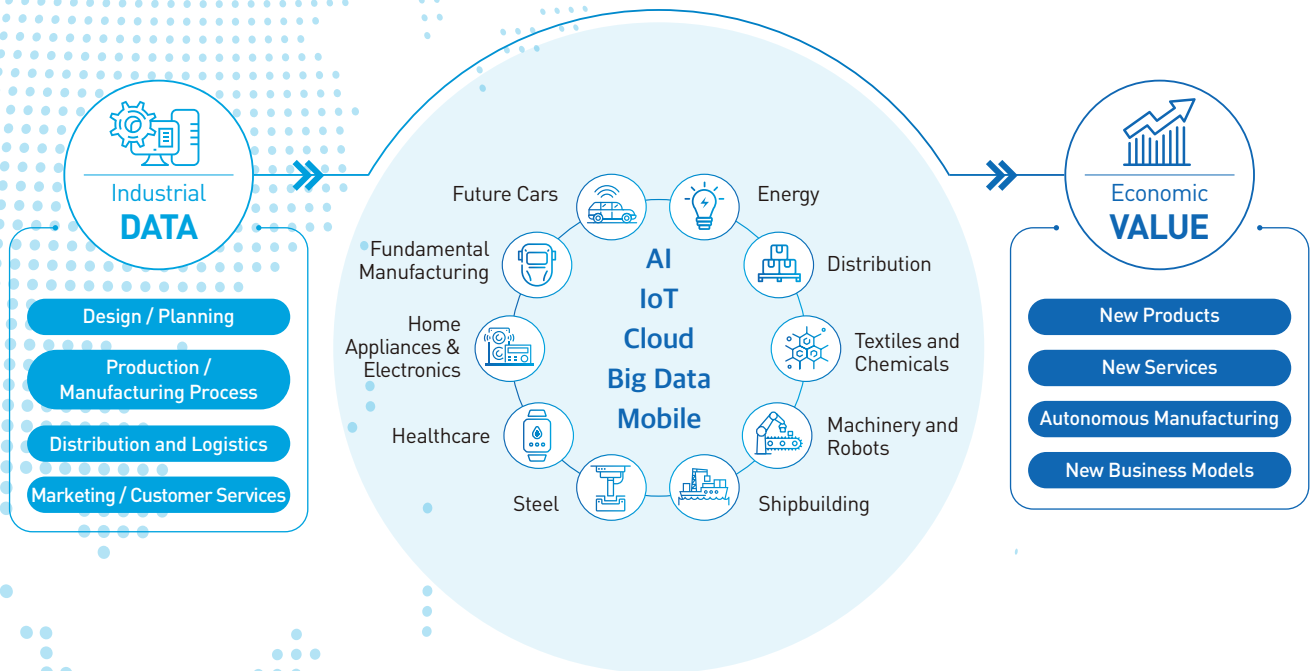 Industrial
DATA
Design / Planning
Production /
Manufacturing Process
Distribution and Logistics
Marketing / Customer Services
Future Cars
Fundamental
Manufacturing
Home
Appliances &
Electronics
Healthcare
Steel
AI
IoT
Cloud
Big Data
Mobile
Energy
Distribution
Textiles and
Chemicals
Machinery and
Robots
Shipbuilding
Economic
VALUE
New Products
New Services
Autonomous Manufacturing
New Business Models